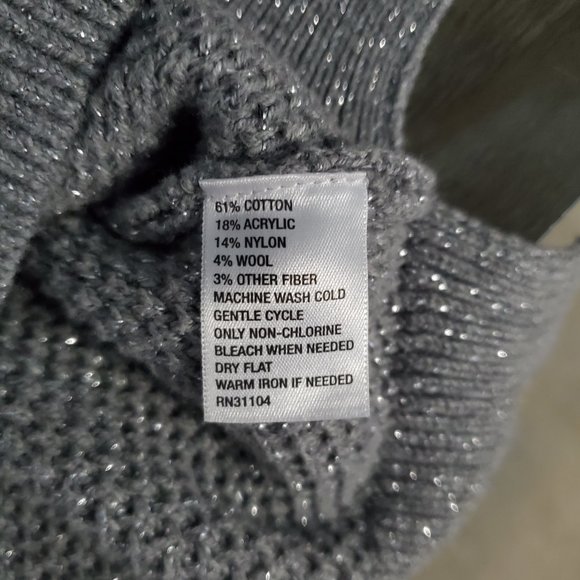 61% COTTON
18% ACRYLIC
14% NYLON
4% WOOL
3% OTHER FIBER
MACHINE WASH COLD
GENTLE CYCLE
ONLY NON-CHLORINE
BLEACH WHEN NEEDED
DRY FLAT
WARM IRON IF NEEDED
RN31104